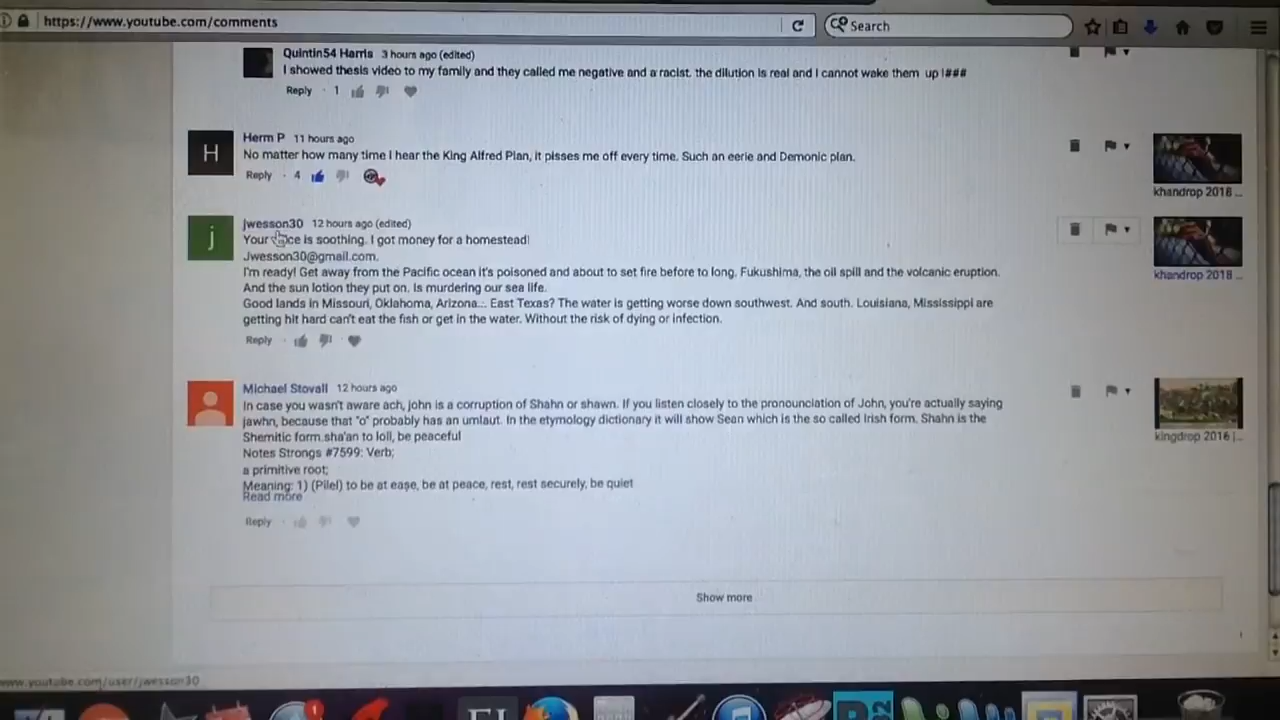 https://www.youtube.com/comments
Search
Quintin54 Harris 3 hours ago (edited)
I showed thesis video to my family and they called me negative and a racist. the dilution is real and I cannot wake them up !###
Reply · 1
H
Herm P 11 hours ago
No matter how many time I hear the King Alfred Plan, it pisses me off every time. Such an eerie and Demonic plan.
Reply · 4
khandrop 2018 ...
j
jwesson30 12 hours ago (edited)
Your ce is soothing. I got money for a homestead!
Jwesson30@gmail.com.
I'm ready! Get away from the Pacific ocean it's poisoned and about to set fire before to long. Fukushima, the oil spill and the volcanic eruption.
And the sun lotion they put on. Is murdering our sea life.
Good lands in Missouri, Oklahoma, Arizona... East Texas? The water is getting worse down southwest. And south. Louisiana, Mississippi are
getting hit hard can't eat the fish or get in the water. Without the risk of dying or infection.
Reply
khandrop 2018 ...
Michael Stovall 12 hours ago
In case you wasn't aware ach, john is a corruption of Shahn or shawn. If you listen closely to the pronounciation of John, you're actually saying
jawhn, because that "o" probably has an umlaut. In the etymology dictionary it will show Sean which is the so called Irish form. Shahn is the
Shemitic form sha'an to loll, be peaceful
Notes Strongs #7599: Verb;
a primitive root;
Meaning: 1) (Pilel) to be at ease, be at peace, rest, rest securely, be quiet
Read more
Reply
kingdrop 2016 |...
Show more
www.youtube.com/user/jwesson30